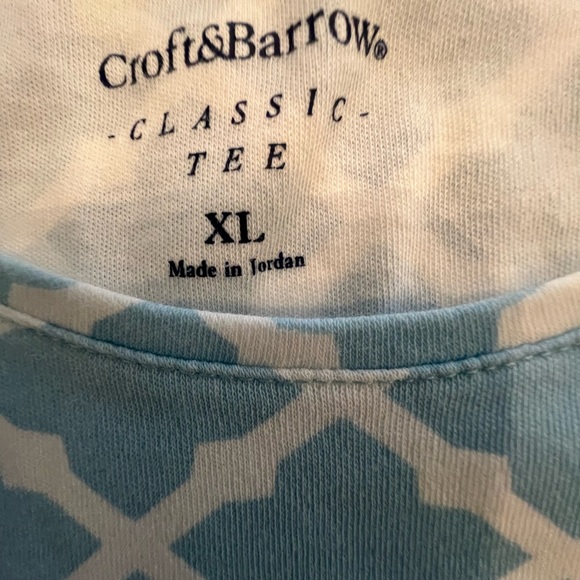 Croft&Barrow®
-CLASSIC-
TEE
XL
Made in Jordan